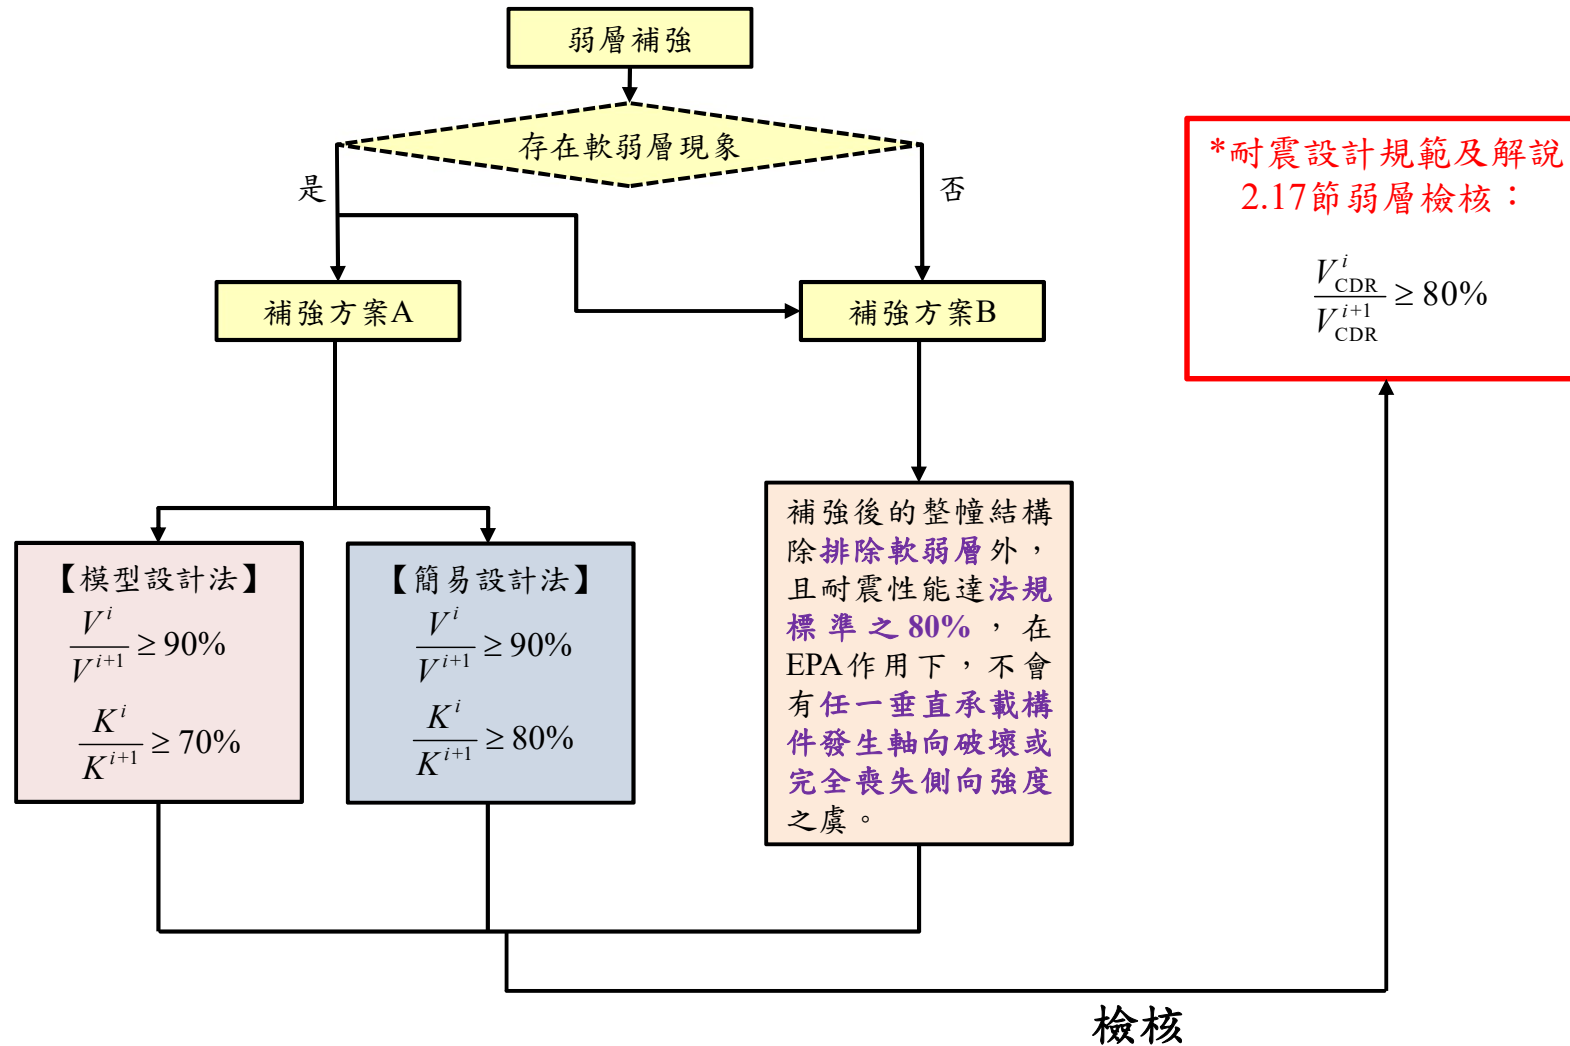 弱層補強
存在軟弱層現象
是
否
補強方案A
補強方案B
*耐震設計規範及解說
2.17節弱層檢核：
V^i_CDR / V^{i+1}_CDR ≥ 80%
【模型設計法】
V^i / V^{i+1} ≥ 90%
K^i / K^{i+1} ≥ 70%
【簡易設計法】
V^i / V^{i+1} ≥ 90%
K^i / K^{i+1} ≥ 80%
補強後的整幢結構
除排除軟弱層外，
且耐震性能達法規
標準之80%，在
EPA作用下，不會
有任一垂直承載構
件發生軸向破壞或
完全喪失側向強度
之虞。
檢核